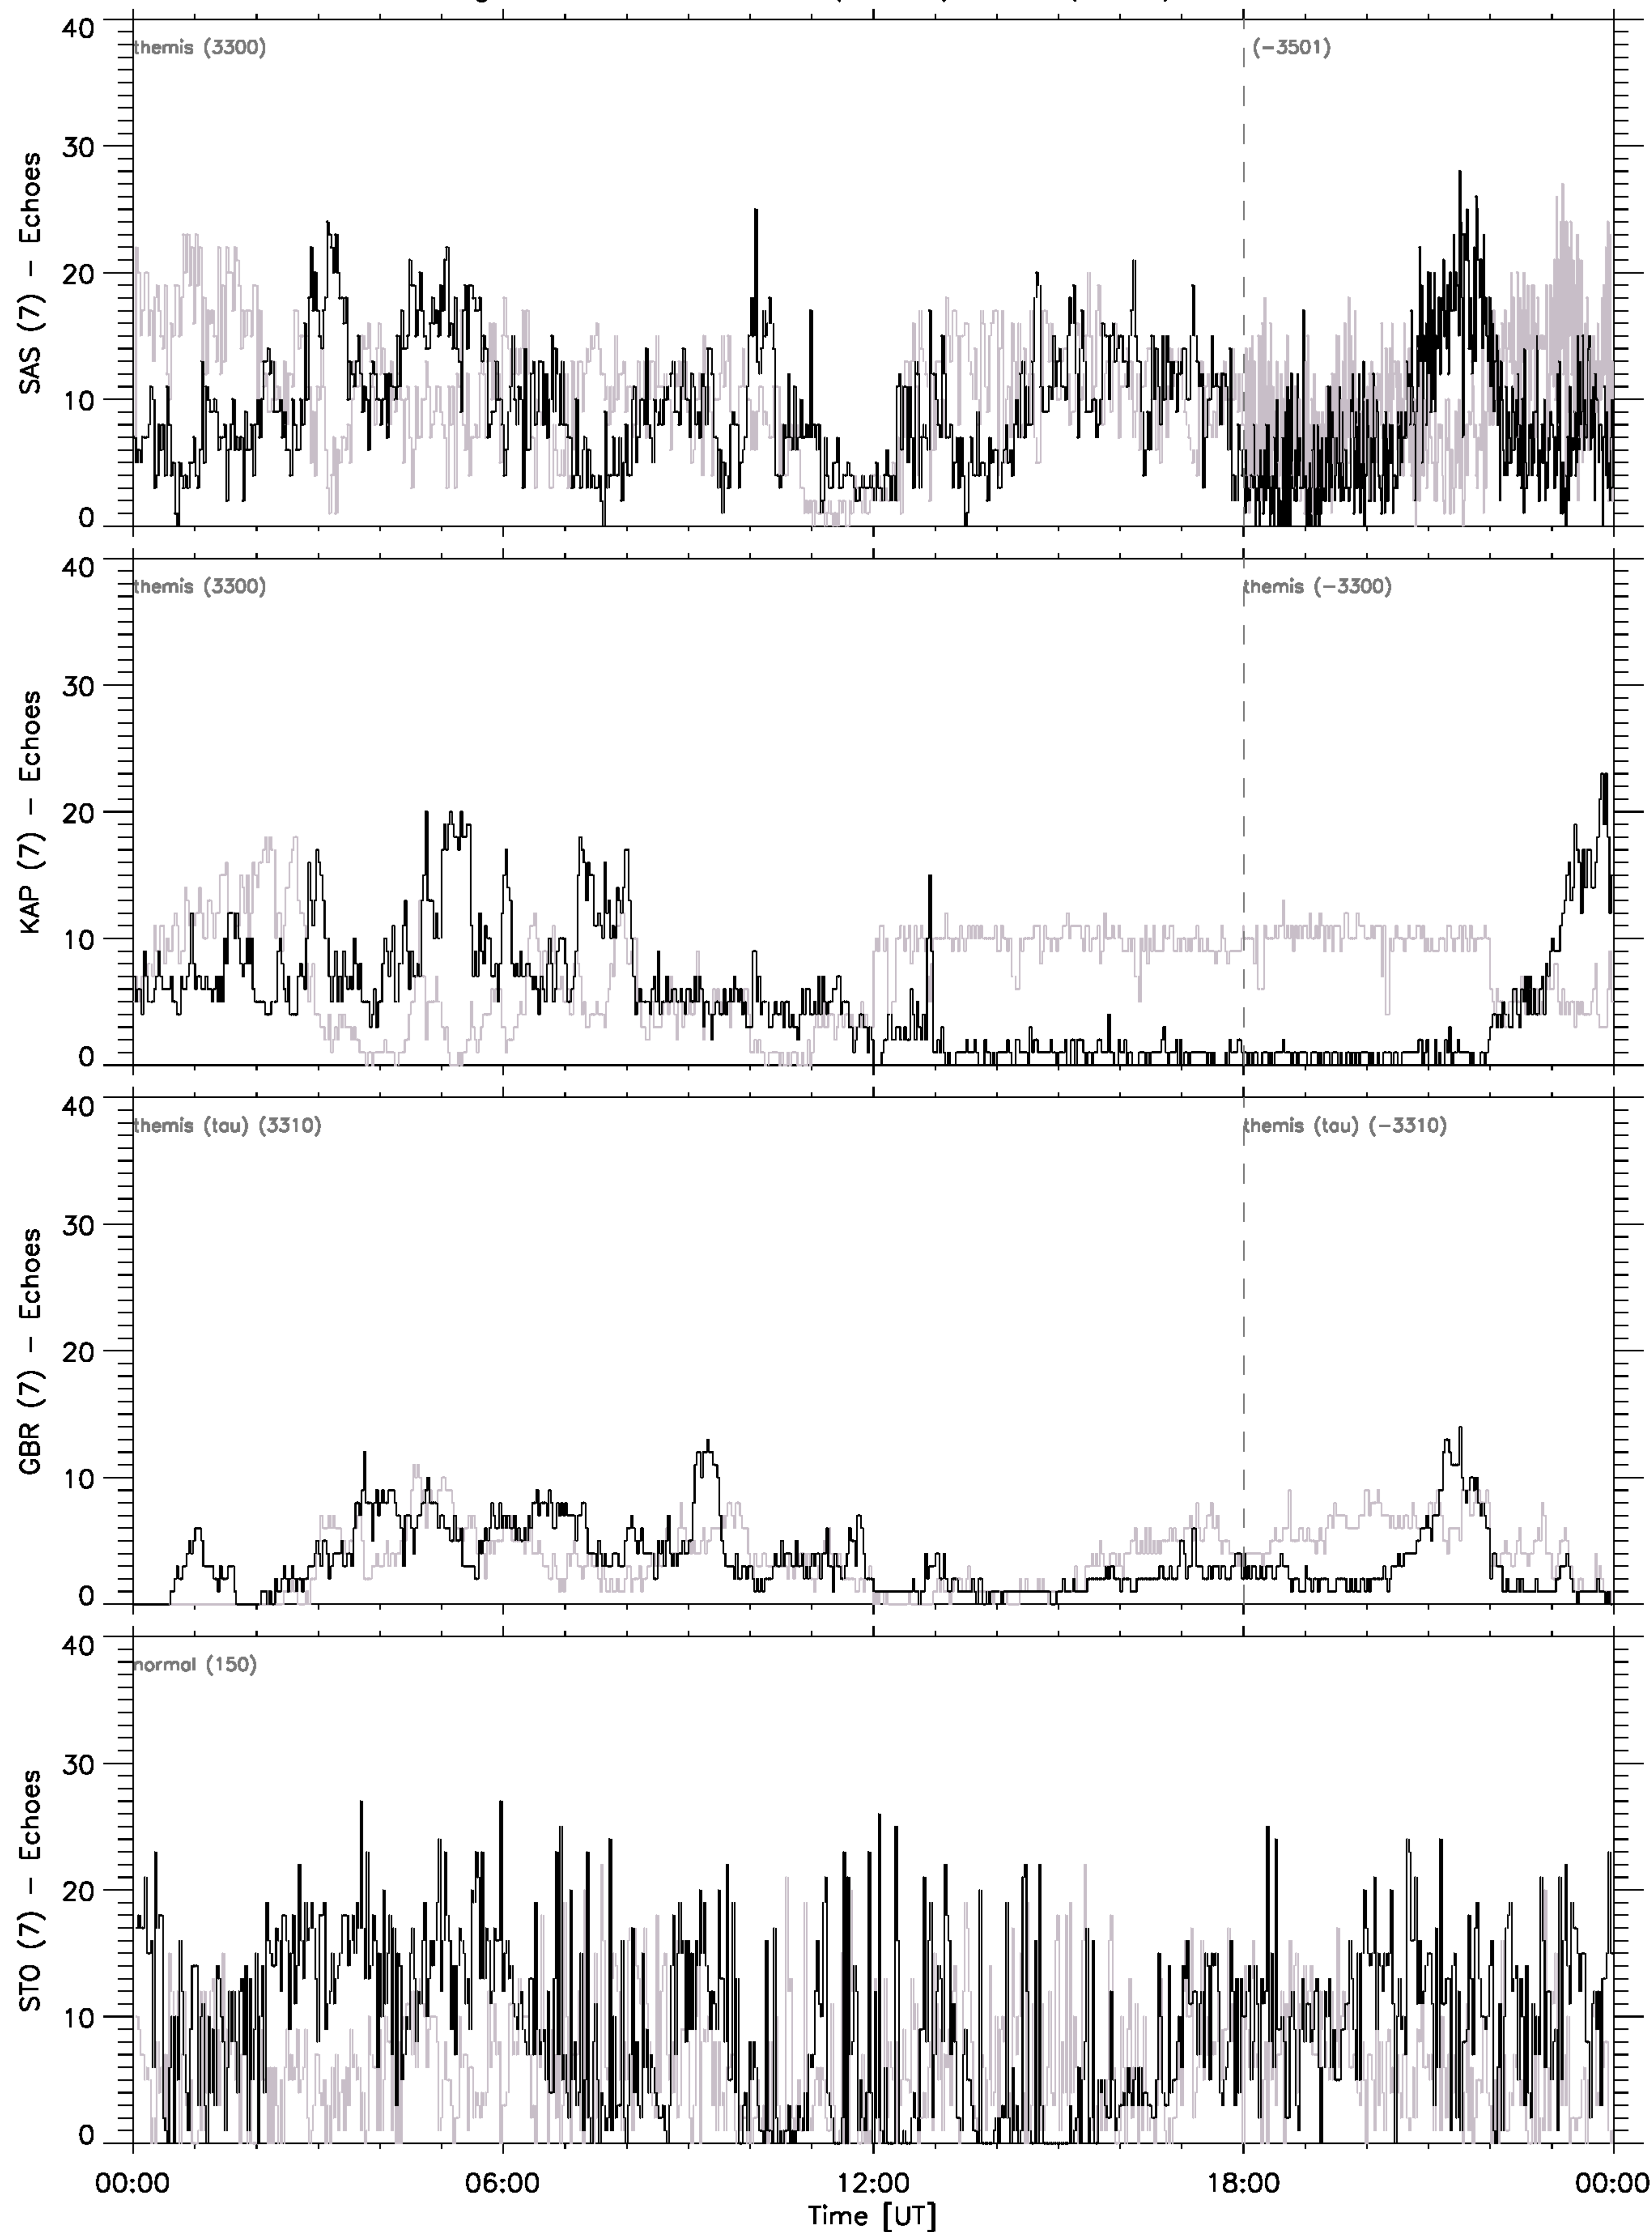 40
themis (3300) (-3501)
30
20
10
0
SAS (7) - Echoes
40
themis (3300) themis (-3300)
30
20
10
0
KAP (7) - Echoes
40
themis (tau) (3310) themis (tau) (-3310)
30
20
10
0
GBR (7) - Echoes
40
normal (150)
30
20
10
0
STO (7) - Echoes
00:00 06:00 12:00 18:00 00:00
Time [UT]